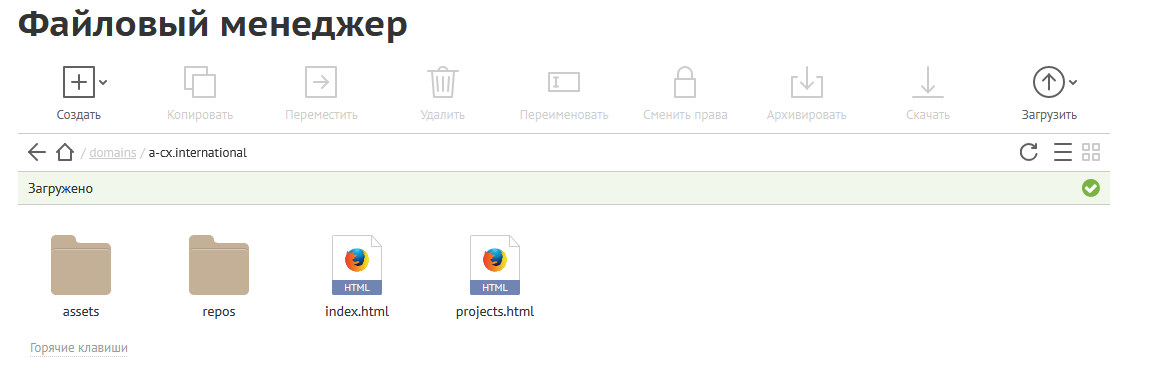 Файловый менеджер
Создать Копировать Переместить Удалить Переименовать Сменить права Архивировать Скачать Загрузить
/ domains / a-cx.international
Загружено
HTML HTML
assets repos index.html projects.html
Горячие клавиши